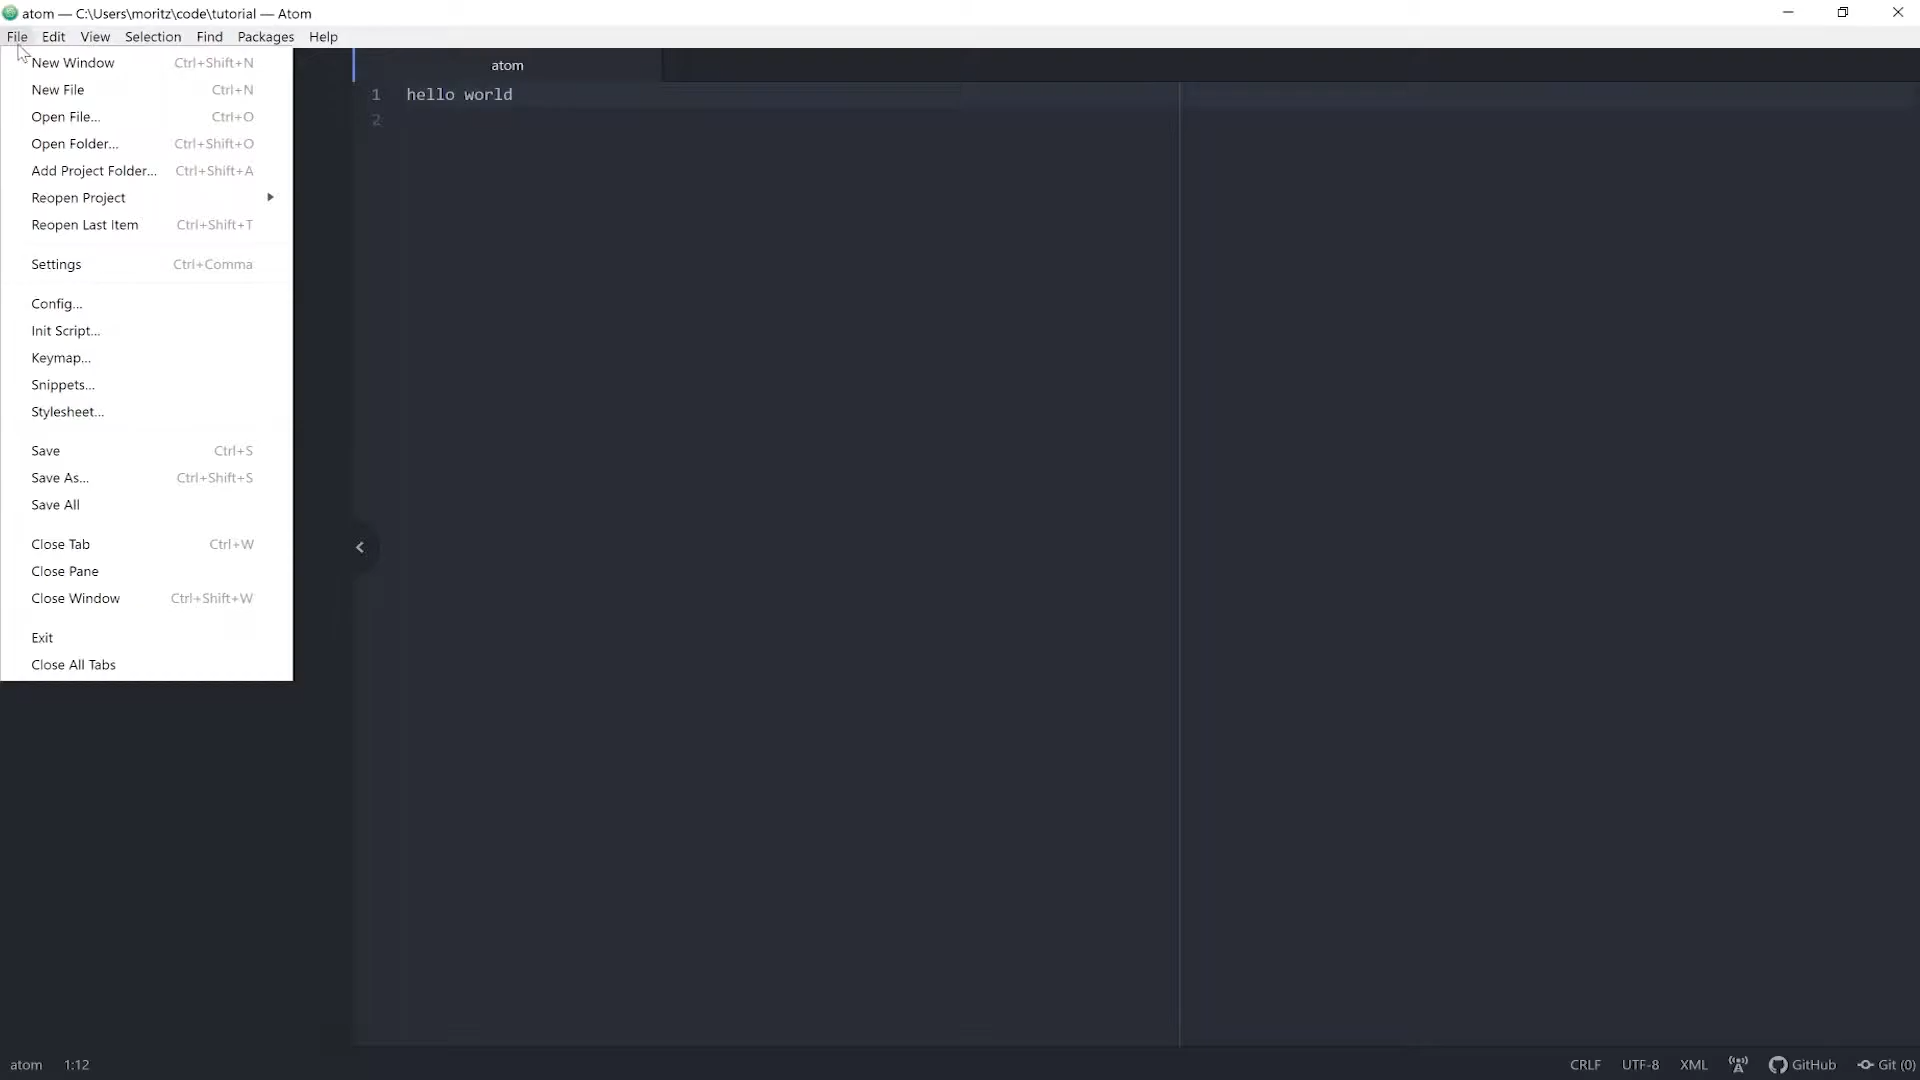 atom — C:\Users\moritz\code\tutorial — Atom
File Edit View Selection Find Packages Help
New Window Ctrl+Shift+N
New File Ctrl+N
Open File... Ctrl+O
Open Folder... Ctrl+Shift+O
Add Project Folder... Ctrl+Shift+A
Reopen Project
Reopen Last Item Ctrl+Shift+T
Settings Ctrl+Comma
Config...
Init Script...
Keymap...
Snippets...
Stylesheet...
Save Ctrl+S
Save As... Ctrl+Shift+S
Save All
Close Tab Ctrl+W
Close Pane
Close Window Ctrl+Shift+W
Exit
Close All Tabs
atom
1 hello world
2
atom 1:12
CRLF UTF-8 XML GitHub Git (0)